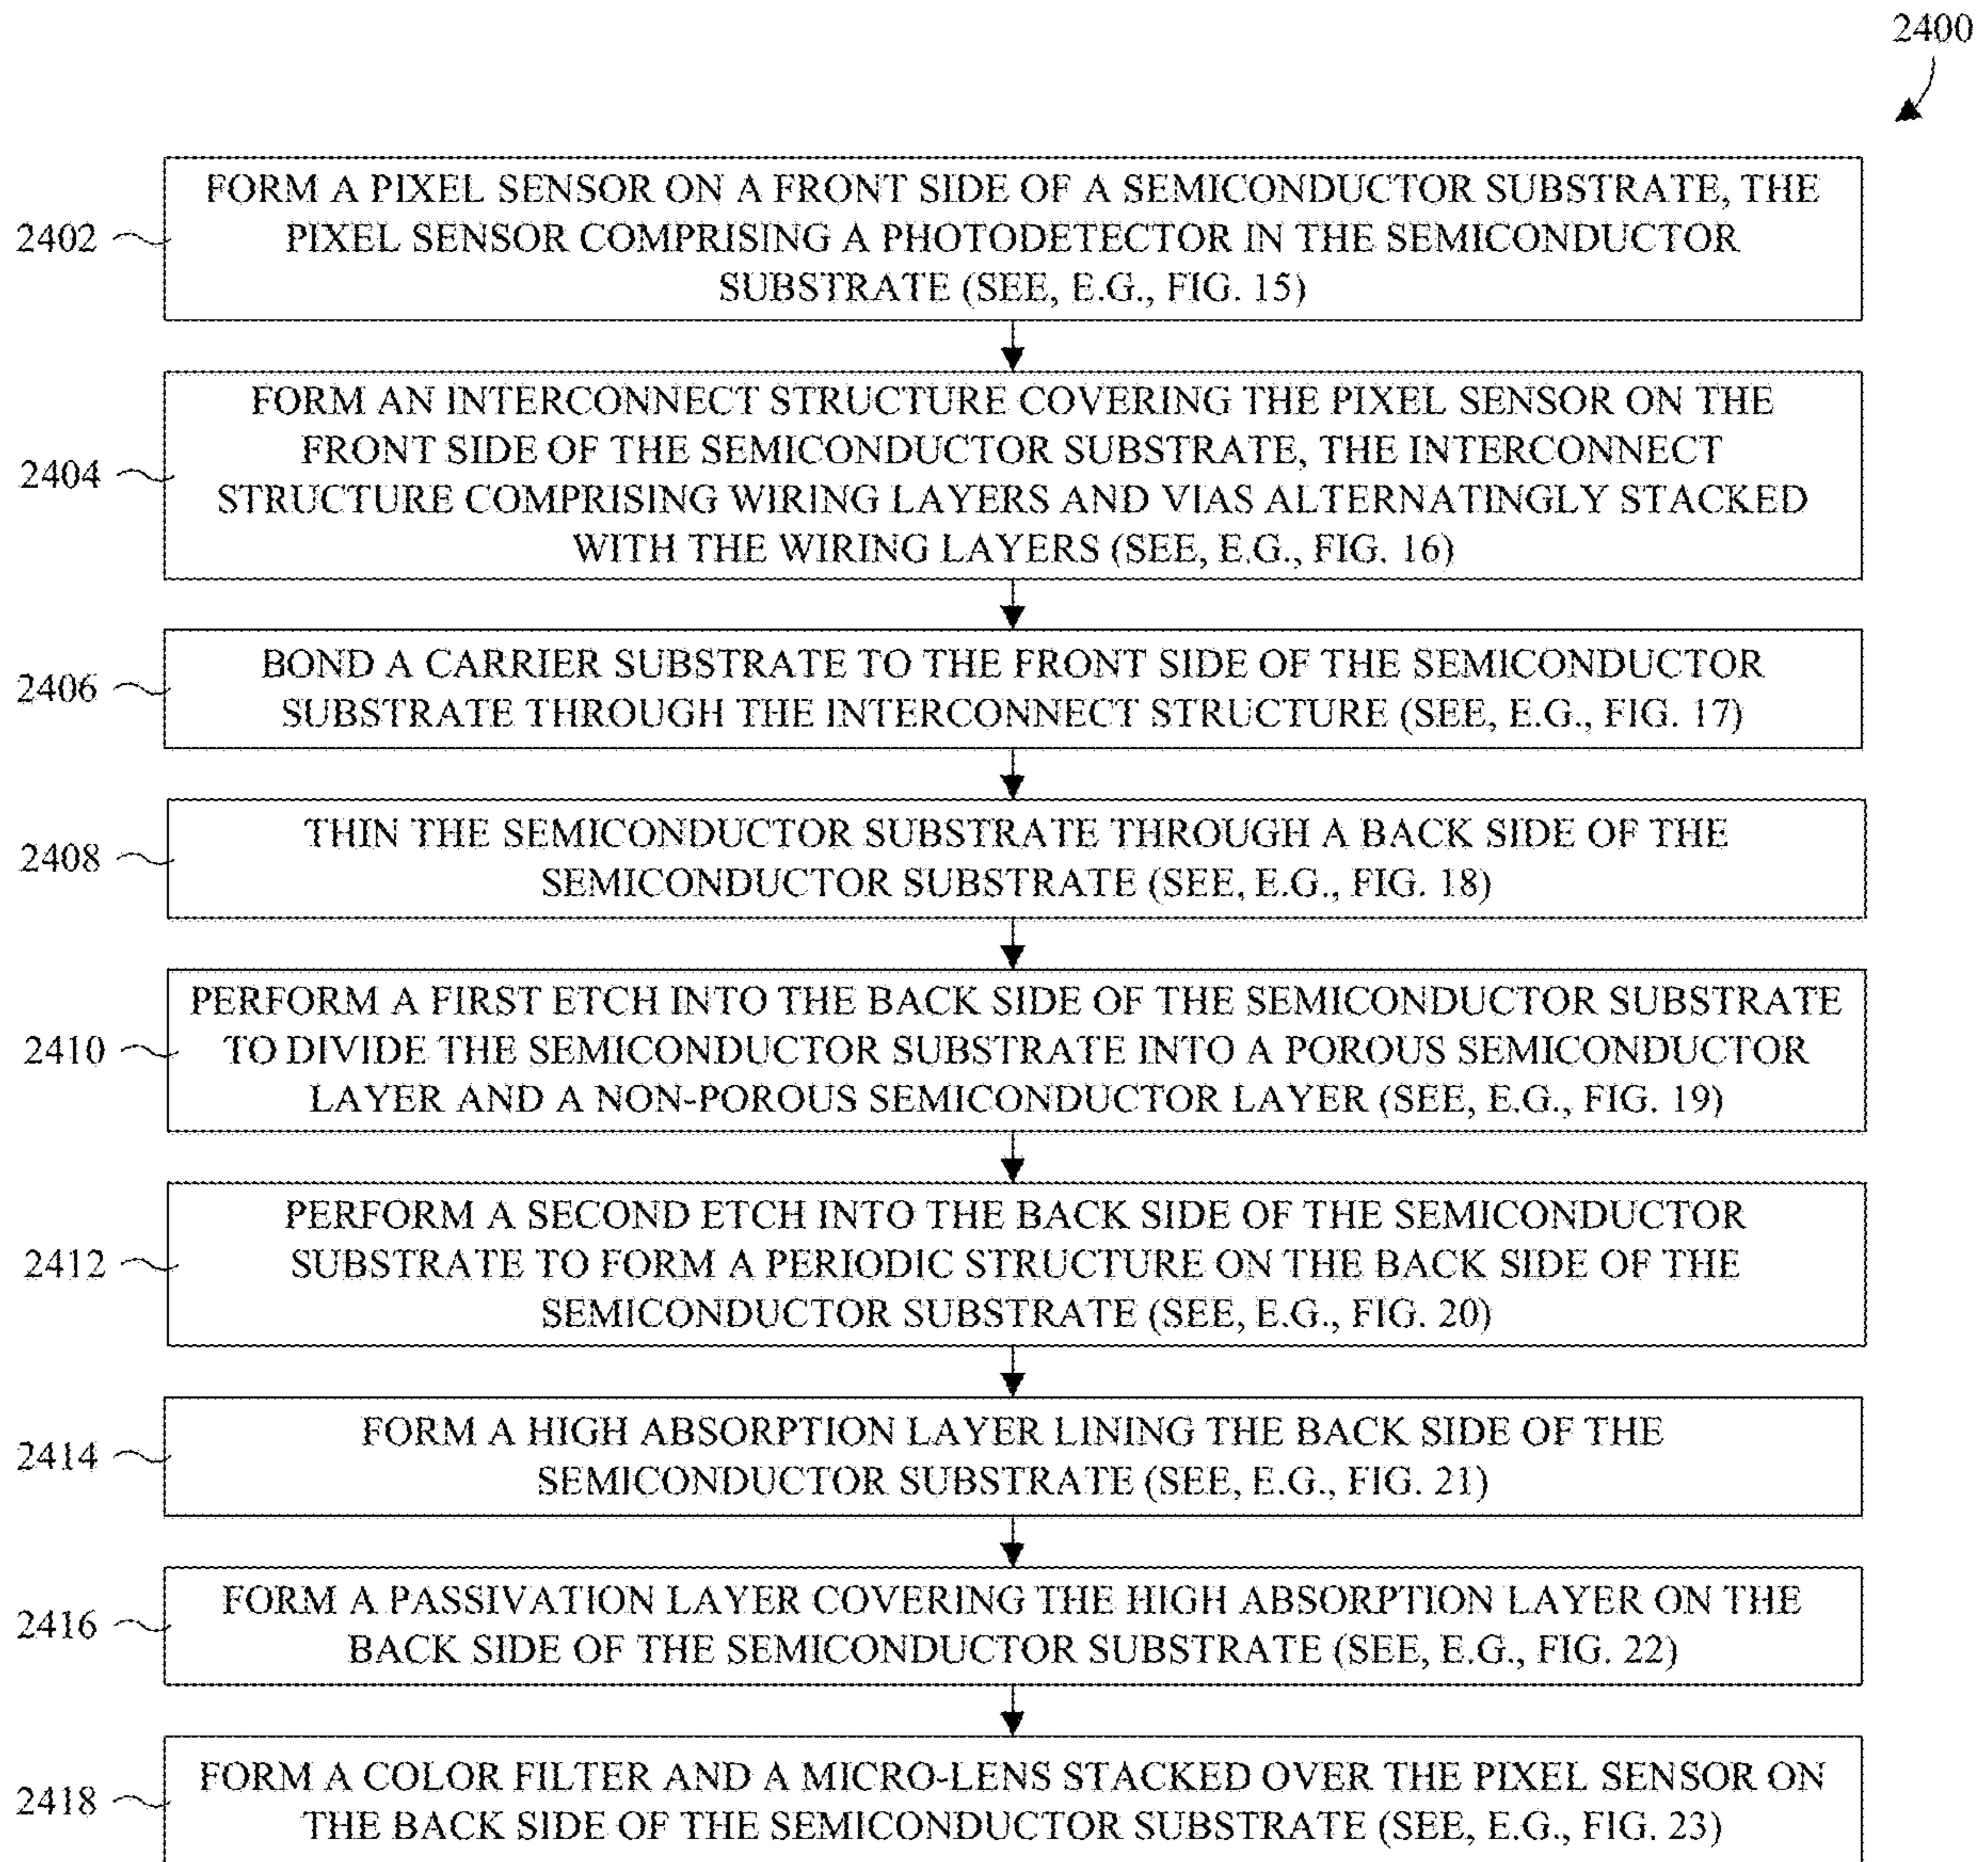 2400
FORM A PIXEL SENSOR ON A FRONT SIDE OF A SEMICONDUCTOR SUBSTRATE, THE
2402
PIXEL SENSOR COMPRISING A PHOTODETECTOR IN THE SEMICONDUCTOR
SUBSTRATE (SEE, E.G., FIG. 15)
FORM AN INTERCONNECT STRUCTURE COVERING THE PIXEL SENSOR ON THE
FRONT SIDE OF THE SEMICONDUCTOR SUBSTRATE, THE INTERCONNECT
2404
STRUCTURE COMPRISING WIRING LAYERS AND VIAS ALTERNATINGLY STACKED
WITH THE WIRING LAYERS (SEE, E.G., FIG. 16)
2406
BOND A CARRIER SUBSTRATE TO THE FRONT SIDE OF THE SEMICONDUCTOR
SUBSTRATE THROUGH THE INTERCONNECT STRUCTURE (SEE, E.G., FIG. 17)
2408
THIN THE SEMICONDUCTOR SUBSTRATE THROUGH A BACK SIDE OF THE
SEMICONDUCTOR SUBSTRATE (SEE, E.G., FIG. 18)
PERFORM A FIRST ETCH INTO THE BACK SIDE OF THE SEMICONDUCTOR SUBSTRATE
2410
TO DIVIDE THE SEMICONDUCTOR SUBSTRATE INTO A POROUS SEMICONDUCTOR
LAYER AND A NON-POROUS SEMICONDUCTOR LAYER (SEE, E.G., FIG. 19)
PERFORM A SECOND ETCH INTO THE BACK SIDE OF THE SEMICONDUCTOR
2412
SUBSTRATE TO FORM A PERIODIC STRUCTURE ON THE BACK SIDE OF THE
SEMICONDUCTOR SUBSTRATE (SEE, E.G., FIG. 20)
2414
FORM A HIGH ABSORPTION LAYER LINING THE BACK SIDE OF THE
SEMICONDUCTOR SUBSTRATE (SEE, E.G., FIG. 21)
2416
FORM A PASSIVATION LAYER COVERING THE HIGH ABSORPTION LAYER ON THE
BACK SIDE OF THE SEMICONDUCTOR SUBSTRATE (SEE, E.G., FIG. 22)
2418
FORM A COLOR FILTER AND A MICRO-LENS STACKED OVER THE PIXEL SENSOR ON
THE BACK SIDE OF THE SEMICONDUCTOR SUBSTRATE (SEE, E.G., FIG. 23)